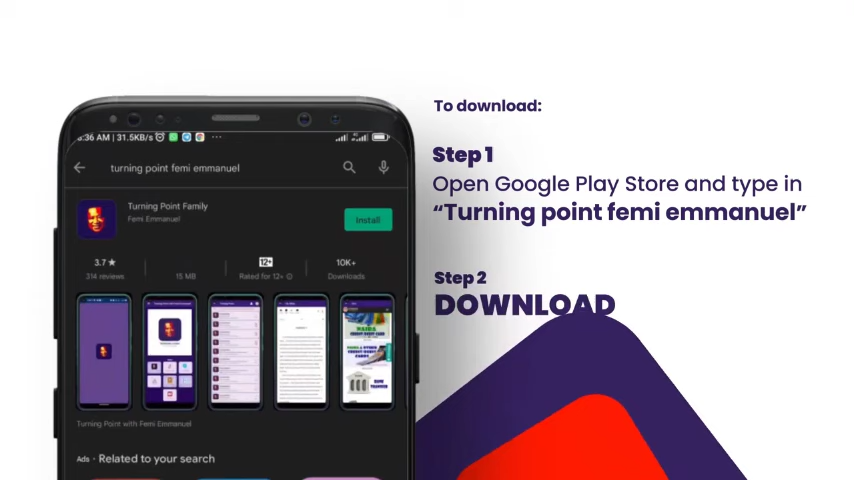 :36 AM | 31.5KB/s
turning point femi emmanuel
Turning Point Family
Femi Emmanuel
Install
3.7 ★
314 reviews
15 MB
12+
Rated for 12+
10K+
Downloads
Turning Point with Femi Emmanuel
Ads · Related to your search
To download:
Step 1
Open Google Play Store and type in
“Turning point femi emmanuel”
Step 2
DOWNLOAD